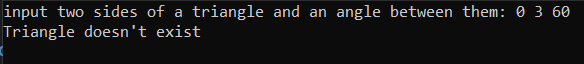 input two sides of a triangle and an angle between them: 0 3 60
Triangle doesn't exist